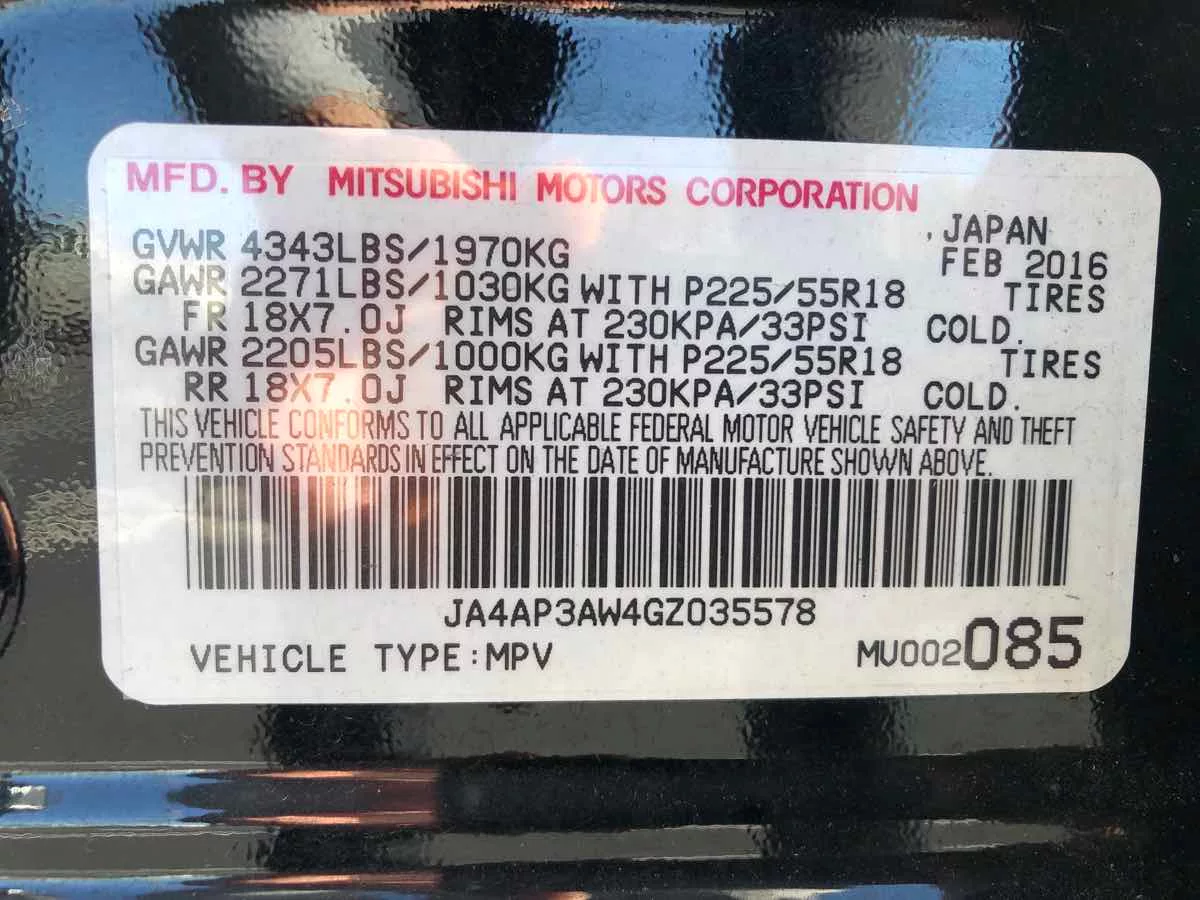 MFD. BY MITSUBISHI MOTORS CORPORATION
JAPAN
GVWR 4343LBS/1970KG FEB 2016
GAWR 2271LBS/1030KG WITH P225/55R18 TIRES
FR 18X7.0J RIMS AT 230KPA/33PSI COLD.
GAWR 2205LBS/1000KG WITH P225/55R18 TIRES
RR 18X7.0J RIMS AT 230KPA/33PSI COLD.
THIS VEHICLE CONFORMS TO ALL APPLICABLE FEDERAL MOTOR VEHICLE SAFETY AND THEFT
PREVENTION STANDARDS IN EFFECT ON THE DATE OF MANUFACTURE SHOWN ABOVE.
JA4AP3AW4GZ035578
VEHICLE TYPE:MPV MU002085